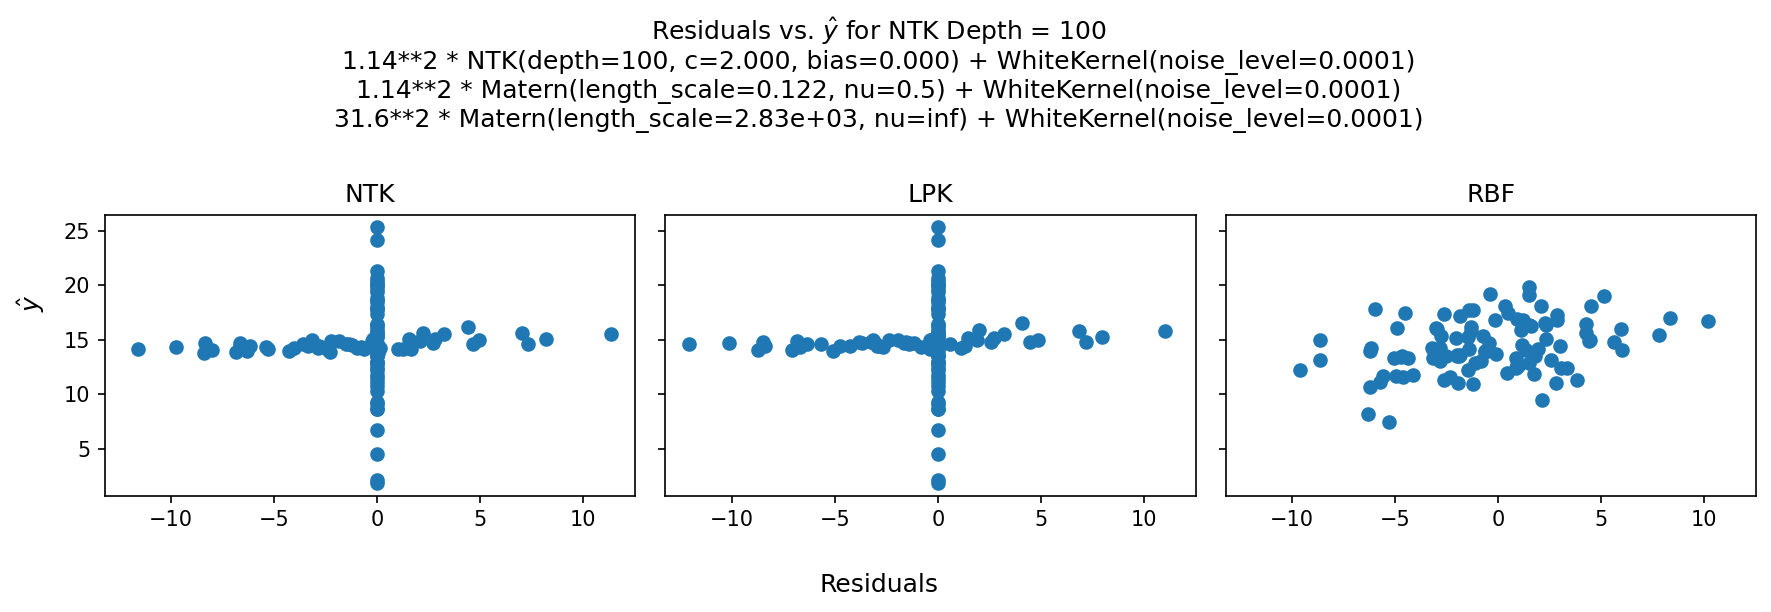 Residuals vs. ŷ for NTK Depth = 100
1.14**2 * NTK(depth=100, c=2.000, bias=0.000) + WhiteKernel(noise_level=0.0001)
1.14**2 * Matern(length_scale=0.122, nu=0.5) + WhiteKernel(noise_level=0.0001)
31.6**2 * Matern(length_scale=2.83e+03, nu=inf) + WhiteKernel(noise_level=0.0001)
NTK LPK RBF
25
20
15
10
5
ŷ
−10 −5 0 5 10 −10 −5 0 5 10 −10 −5 0 5 10
Residuals